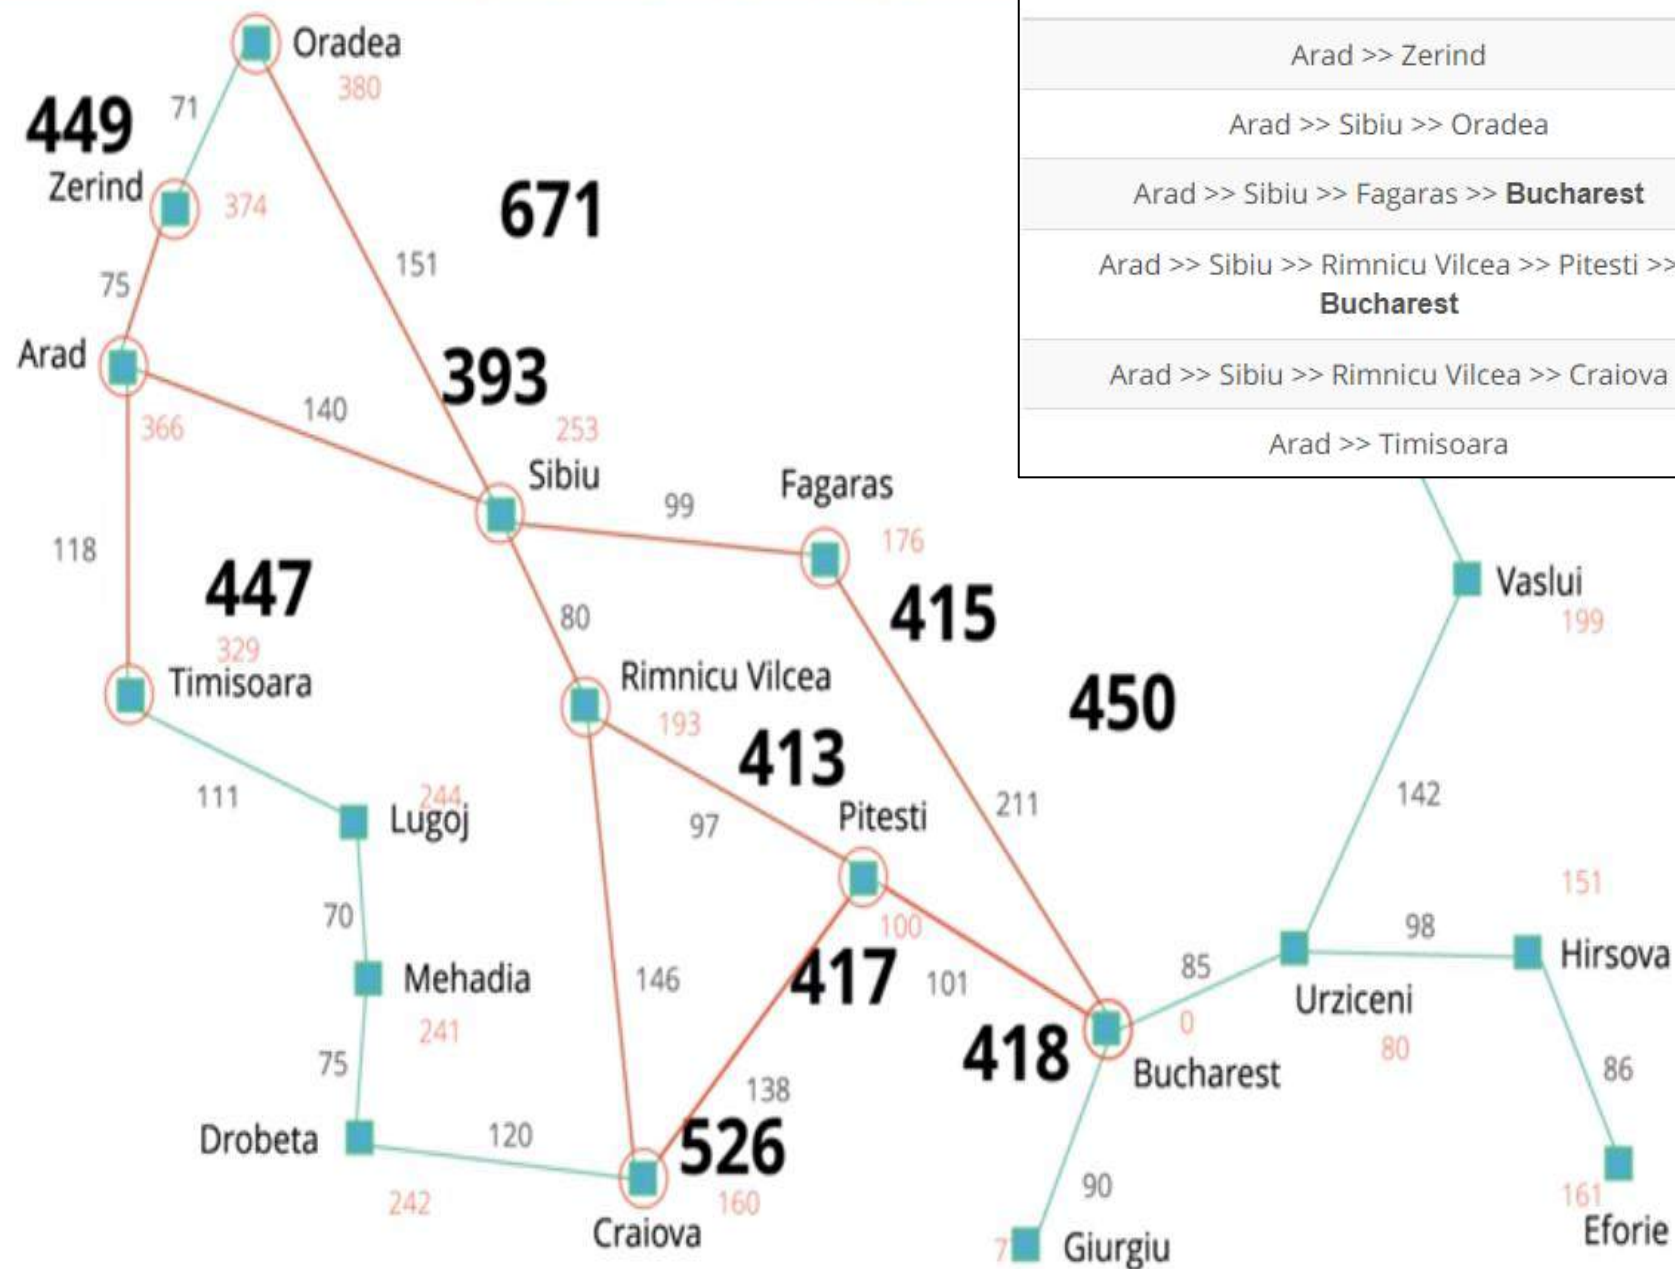 Oradea
380
449
71
Zerind
374
671
151
75
Arad
366
140
393
253
Sibiu
99
Fagaras
176
118
447
329
Timisoara
80
415
Rimnicu Vilcea
193
450
413
Pitesti
97
211
111
244
Lugoj
100
70
Mehadia
241
146
417
101
75
418
0
Bucharest
85
Urziceni
80
98
151
Hirsova
142
Vaslui
199
86
161
Eforie
Drobeta
242
120
138
526
160
Craiova
90
7
Giurgiu
Arad >> Zerind
Arad >> Sibiu >> Oradea
Arad >> Sibiu >> Fagaras >> Bucharest
Arad >> Sibiu >> Rimnicu Vilcea >> Pitesti >>
Bucharest
Arad >> Sibiu >> Rimnicu Vilcea >> Craiova
Arad >> Timisoara